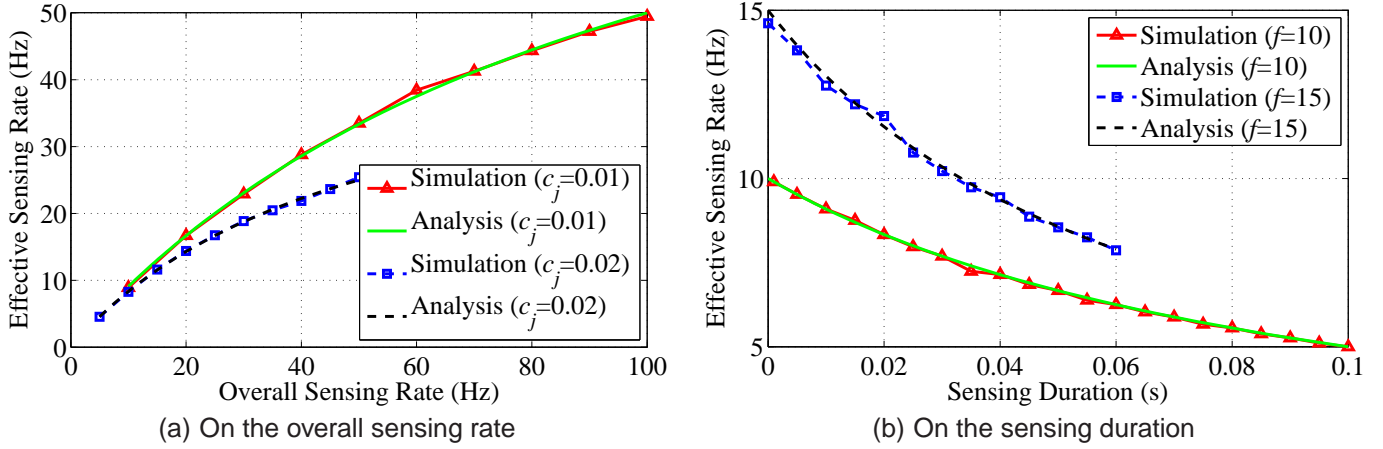 50
40
30
20
10
0
Effective Sensing Rate (Hz)
Simulation (c_j=0.01)
Analysis (c_j=0.01)
Simulation (c_j=0.02)
Analysis (c_j=0.02)
20 40 60 80 100
Overall Sensing Rate (Hz)
(a) On the overall sensing rate
15
10
5
Effective Sensing Rate (Hz)
Simulation (f=10)
Analysis (f=10)
Simulation (f=15)
Analysis (f=15)
0 0.02 0.04 0.06 0.08 0.1
Sensing Duration (s)
(b) On the sensing duration